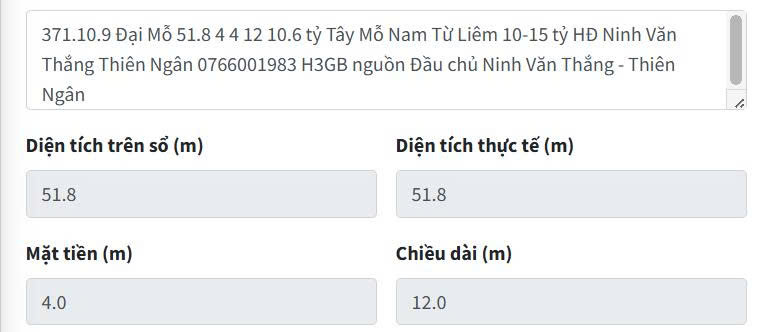 371.10.9 Đại Mỗ 51.8 4 4 12 10.6 tỷ Tây Mỗ Nam Từ Liêm 10-15 tỷ HĐ Ninh Văn
Thắng Thiên Ngân 0766001983 H3GB nguồn Đầu chủ Ninh Văn Thắng - Thiên
Ngân
Diện tích trên sổ (m)
Diện tích thực tế (m)
51.8
51.8
Mặt tiền (m)
Chiều dài (m)
4.0
12.0